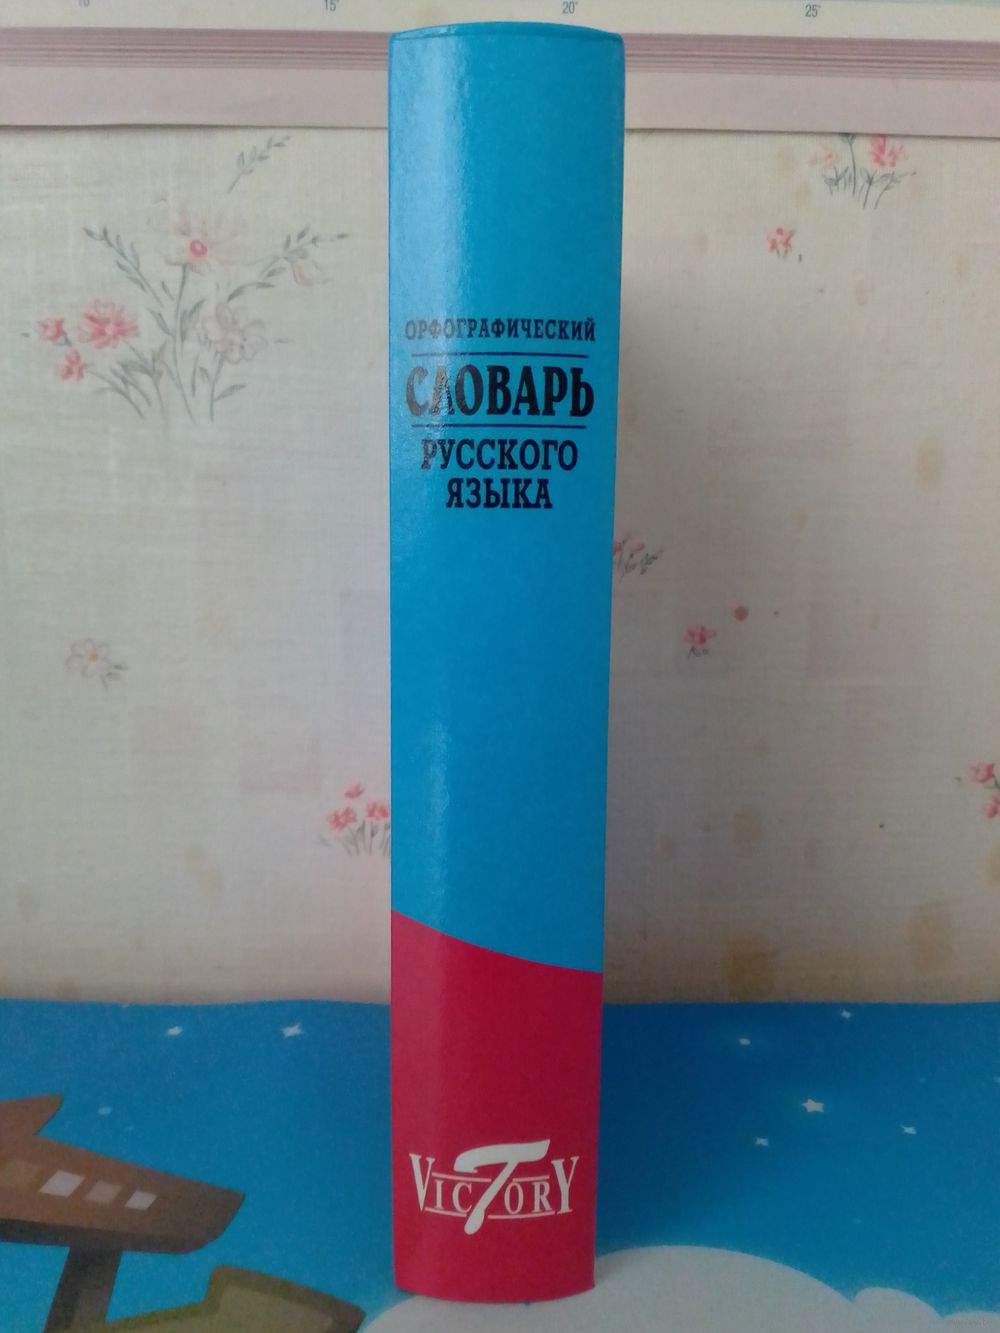 15°
20°
25°
ОРФОГРАФИЧЕСКИЙ
СЛОВАРЬ
РУССКОГО
ЯЗЫКА
VICTORY